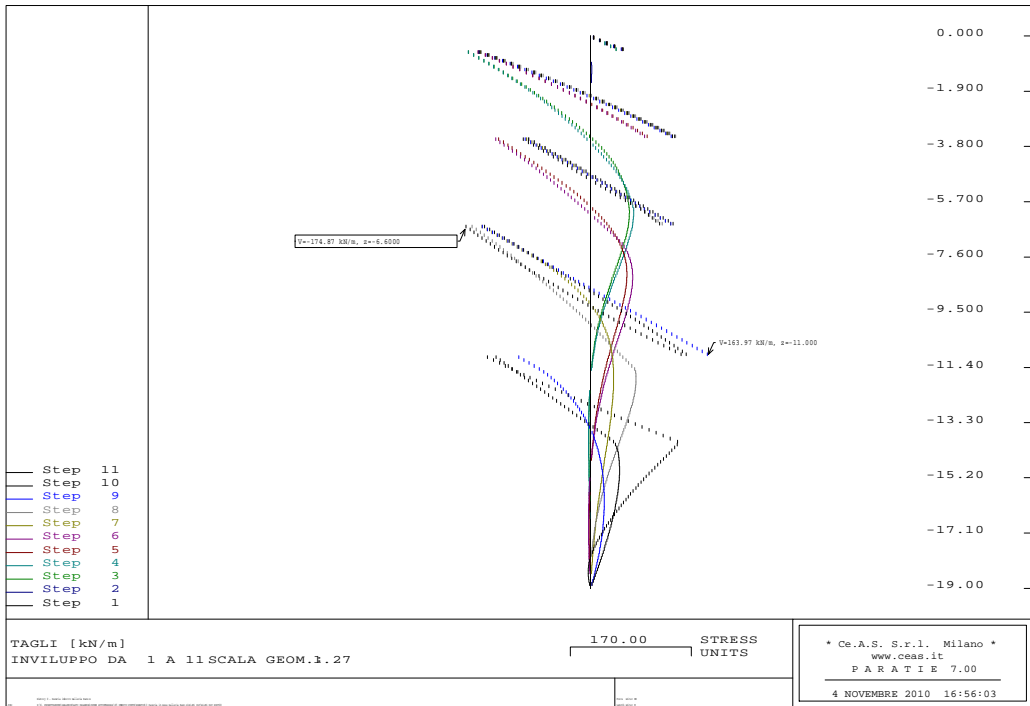 0.000
-1.900
-3.800
-5.700
-7.600
-9.500
-11.40
-13.30
-15.20
-17.10
-19.00
V=-174.87 kN/m, z=-6.6000
V=163.97 kN/m, z=-11.000
Step 11
Step 10
Step 9
Step 8
Step 7
Step 6
Step 5
Step 4
Step 3
Step 2
Step 1
TAGLI [kN/m]
INVILUPPO DA 1 A 11 SCALA GEOM.1.27
170.00 STRESS
UNITS
* Ce.A.S. S.r.l. Milano *
www.ceas.it
P A R A T I E 7.00
4 NOVEMBRE 2010 16:56:03